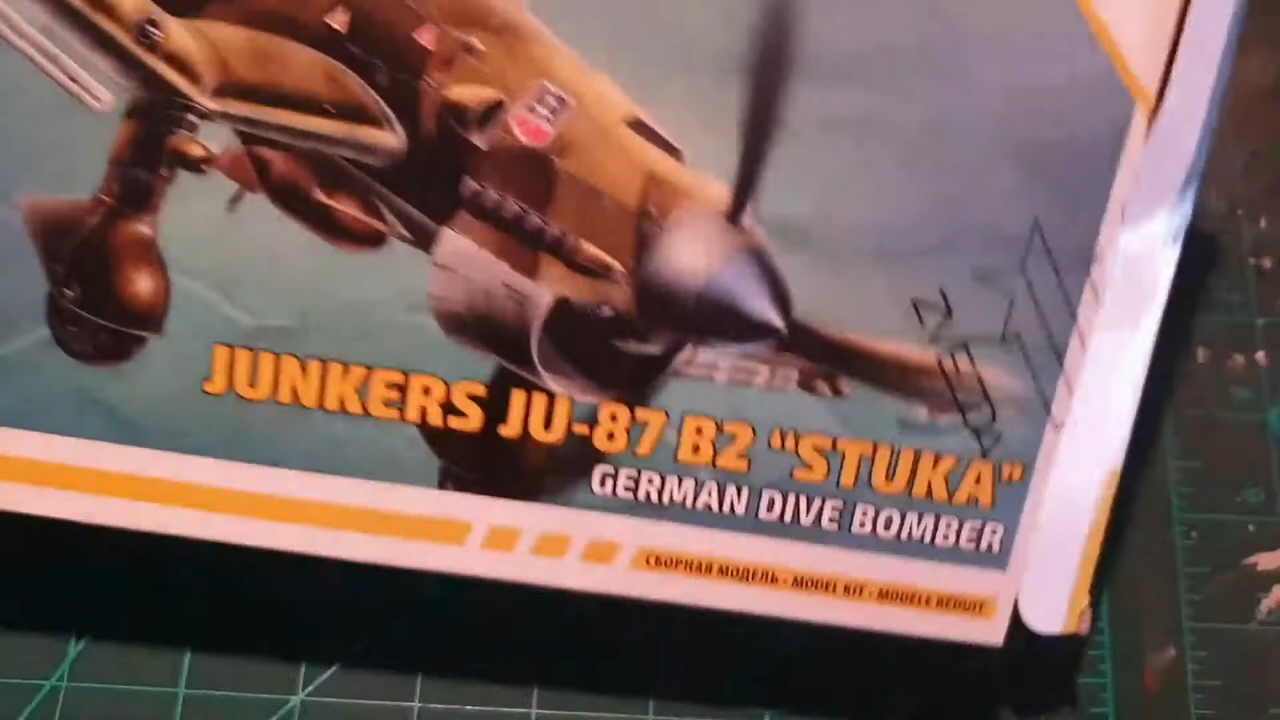 JUNKERS JU-87 B2 "STUKA"
GERMAN DIVE BOMBER
СБОРНАЯ МОДЕЛЬ - MODEL KIT - MODELE REDUIT